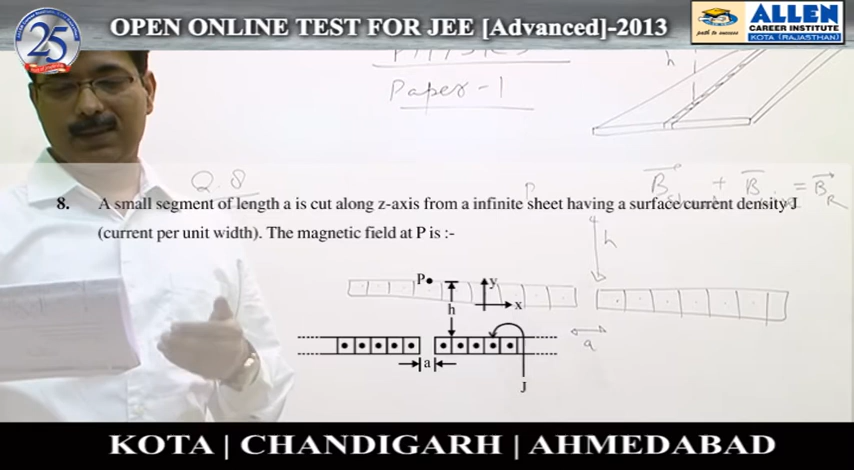 OPEN ONLINE TEST FOR JEE [Advanced]-2013
25
path to success
ALLEN
CAREER INSTITUTE
KOTA (RAJASTHAN)
PHYSICS
Paper-1
h
Q.8
P
B + B = B_R
8. A small segment of length a is cut along z-axis from a infinite sheet having a surface current density J
(current per unit width). The magnetic field at P is :-
h
P
y
x
h
a
a
J
KOTA | CHANDIGARH | AHMEDABAD